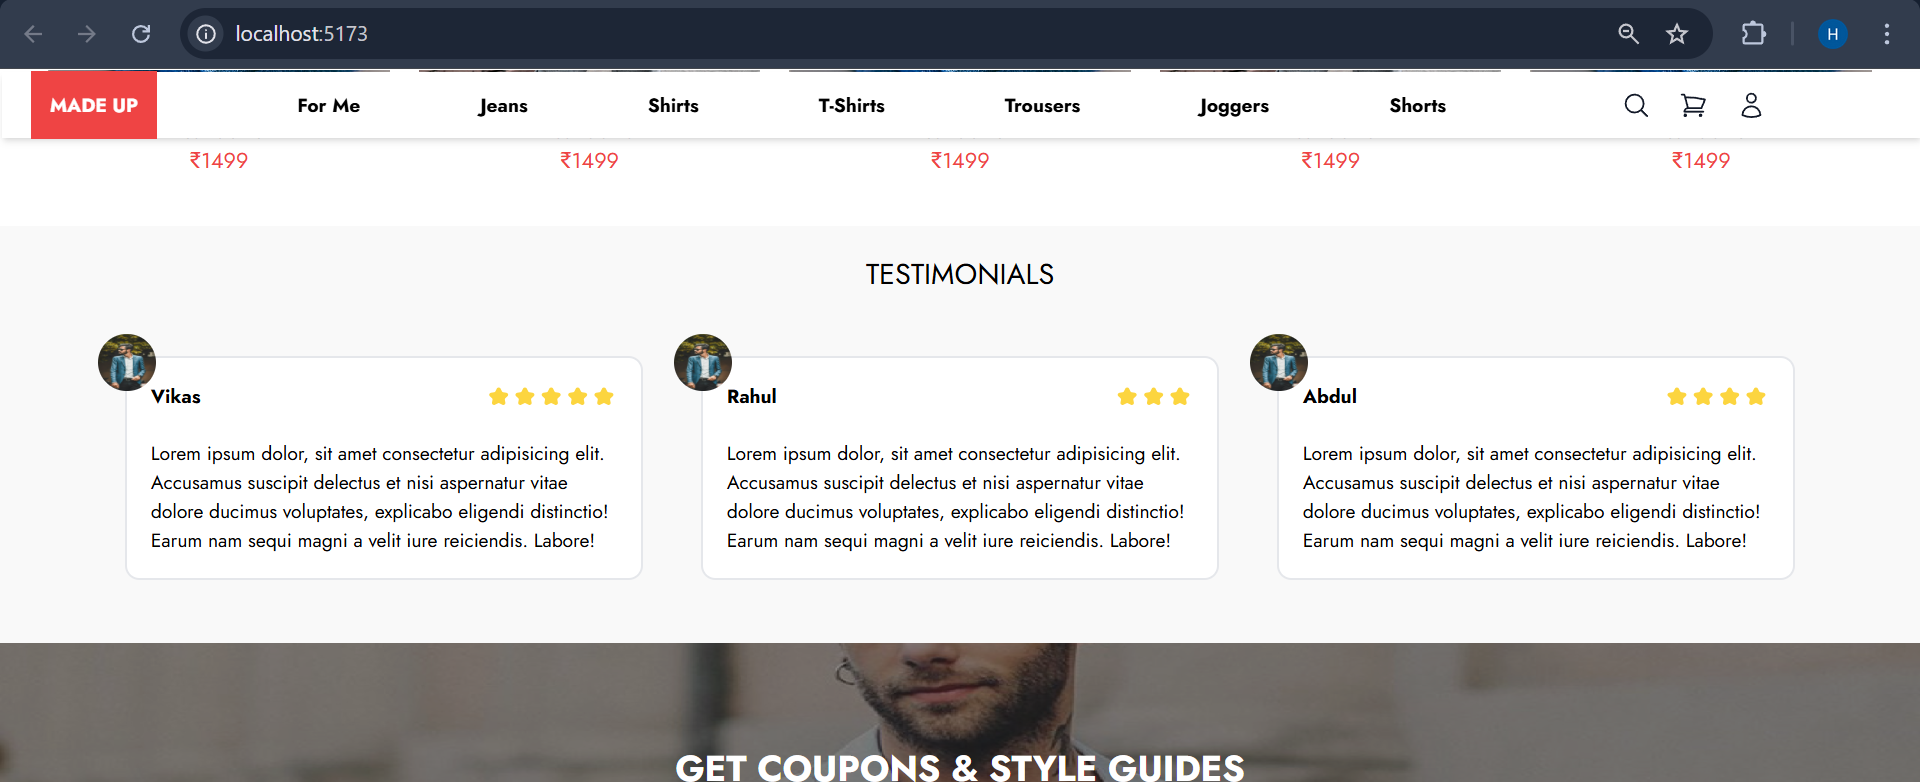 localhost:5173
H
MADE UP For Me Jeans Shirts T-Shirts Trousers Joggers Shorts
₹1499 ₹1499 ₹1499 ₹1499 ₹1499
TESTIMONIALS
Vikas
Lorem ipsum dolor, sit amet consectetur adipisicing elit.
Accusamus suscipit delectus et nisi aspernatur vitae
dolore ducimus voluptates, explicabo eligendi distinctio!
Earum nam sequi magni a velit iure reiciendis. Labore!
Rahul
Lorem ipsum dolor, sit amet consectetur adipisicing elit.
Accusamus suscipit delectus et nisi aspernatur vitae
dolore ducimus voluptates, explicabo eligendi distinctio!
Earum nam sequi magni a velit iure reiciendis. Labore!
Abdul
Lorem ipsum dolor, sit amet consectetur adipisicing elit.
Accusamus suscipit delectus et nisi aspernatur vitae
dolore ducimus voluptates, explicabo eligendi distinctio!
Earum nam sequi magni a velit iure reiciendis. Labore!
GET COUPONS & STYLE GUIDES